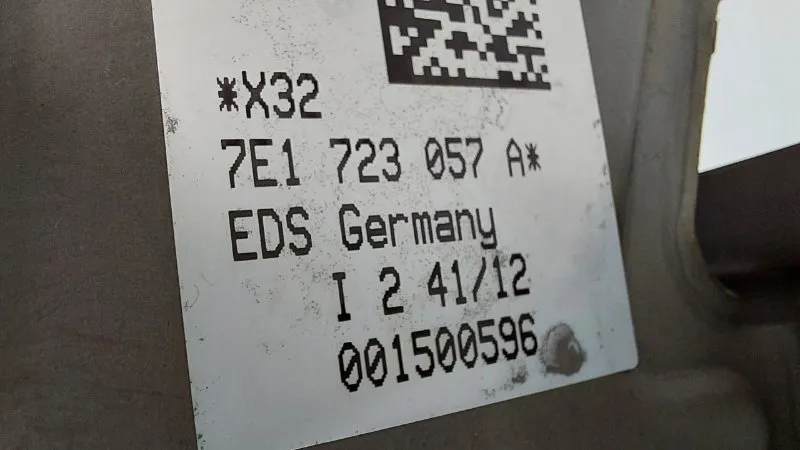 *X32
7E1 723 057 A*
EDS Germany
I 2 41/12
001500596